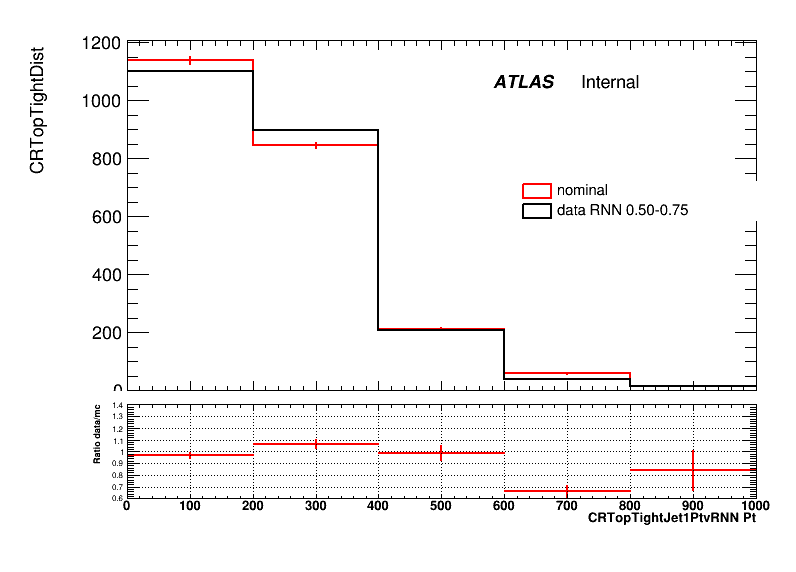 CRTopTightDist
1200
1000
800
600
400
200
0
ATLAS Internal
nominal
data RNN 0.50-0.75
Ratio data/mc
1.4
1.3
1.2
1.1
1
0.9
0.8
0.7
0.6
0 100 200 300 400 500 600 700 800 900 1000
CRTopTightJet1PtvRNN Pt